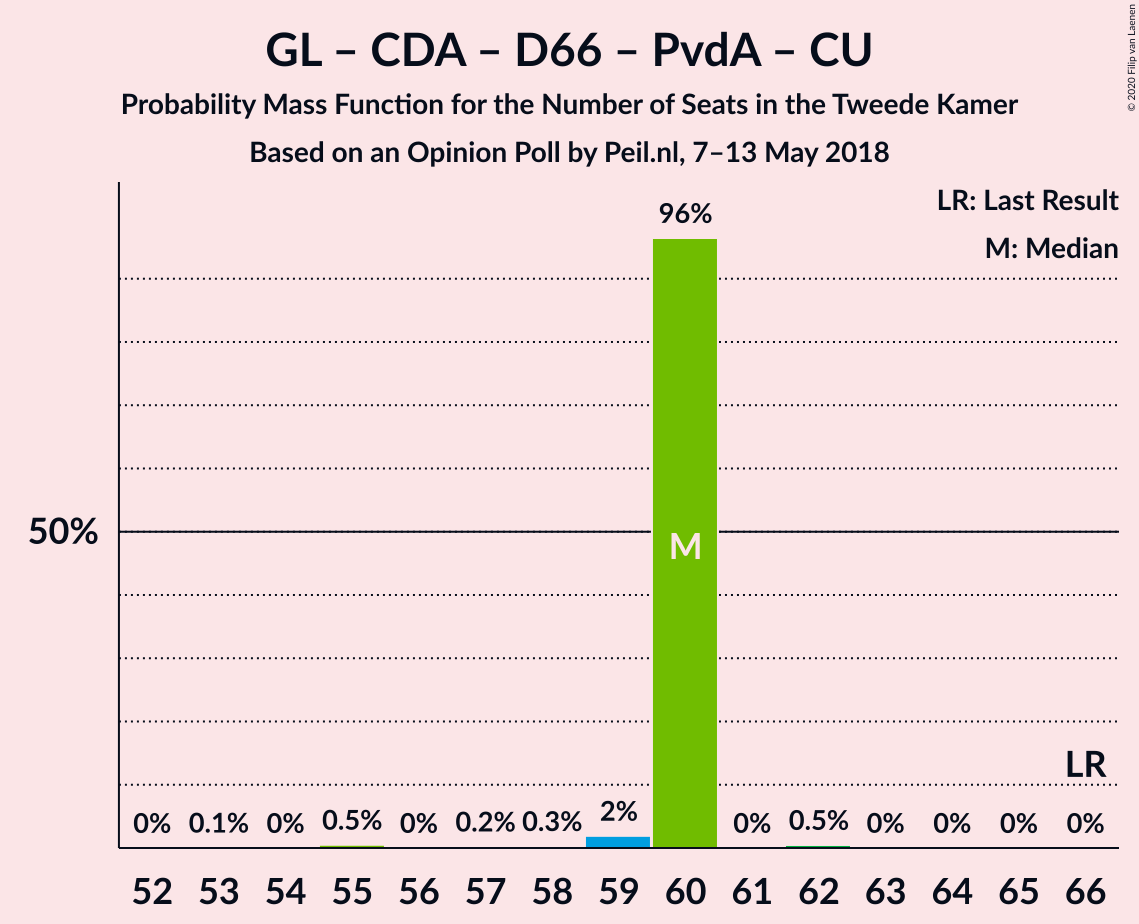 GL – CDA – D66 – PvdA – CU
Probability Mass Function for the Number of Seats in the Tweede Kamer
Based on an Opinion Poll by Peil.nl, 7–13 May 2018
© 2020 Filip van Laenen
LR: Last Result
M: Median
96%
50%
M
LR
0% 0.1% 0% 0.5% 0% 0.2% 0.3% 2% 0% 0.5% 0% 0% 0% 0%
52 53 54 55 56 57 58 59 60 61 62 63 64 65 66